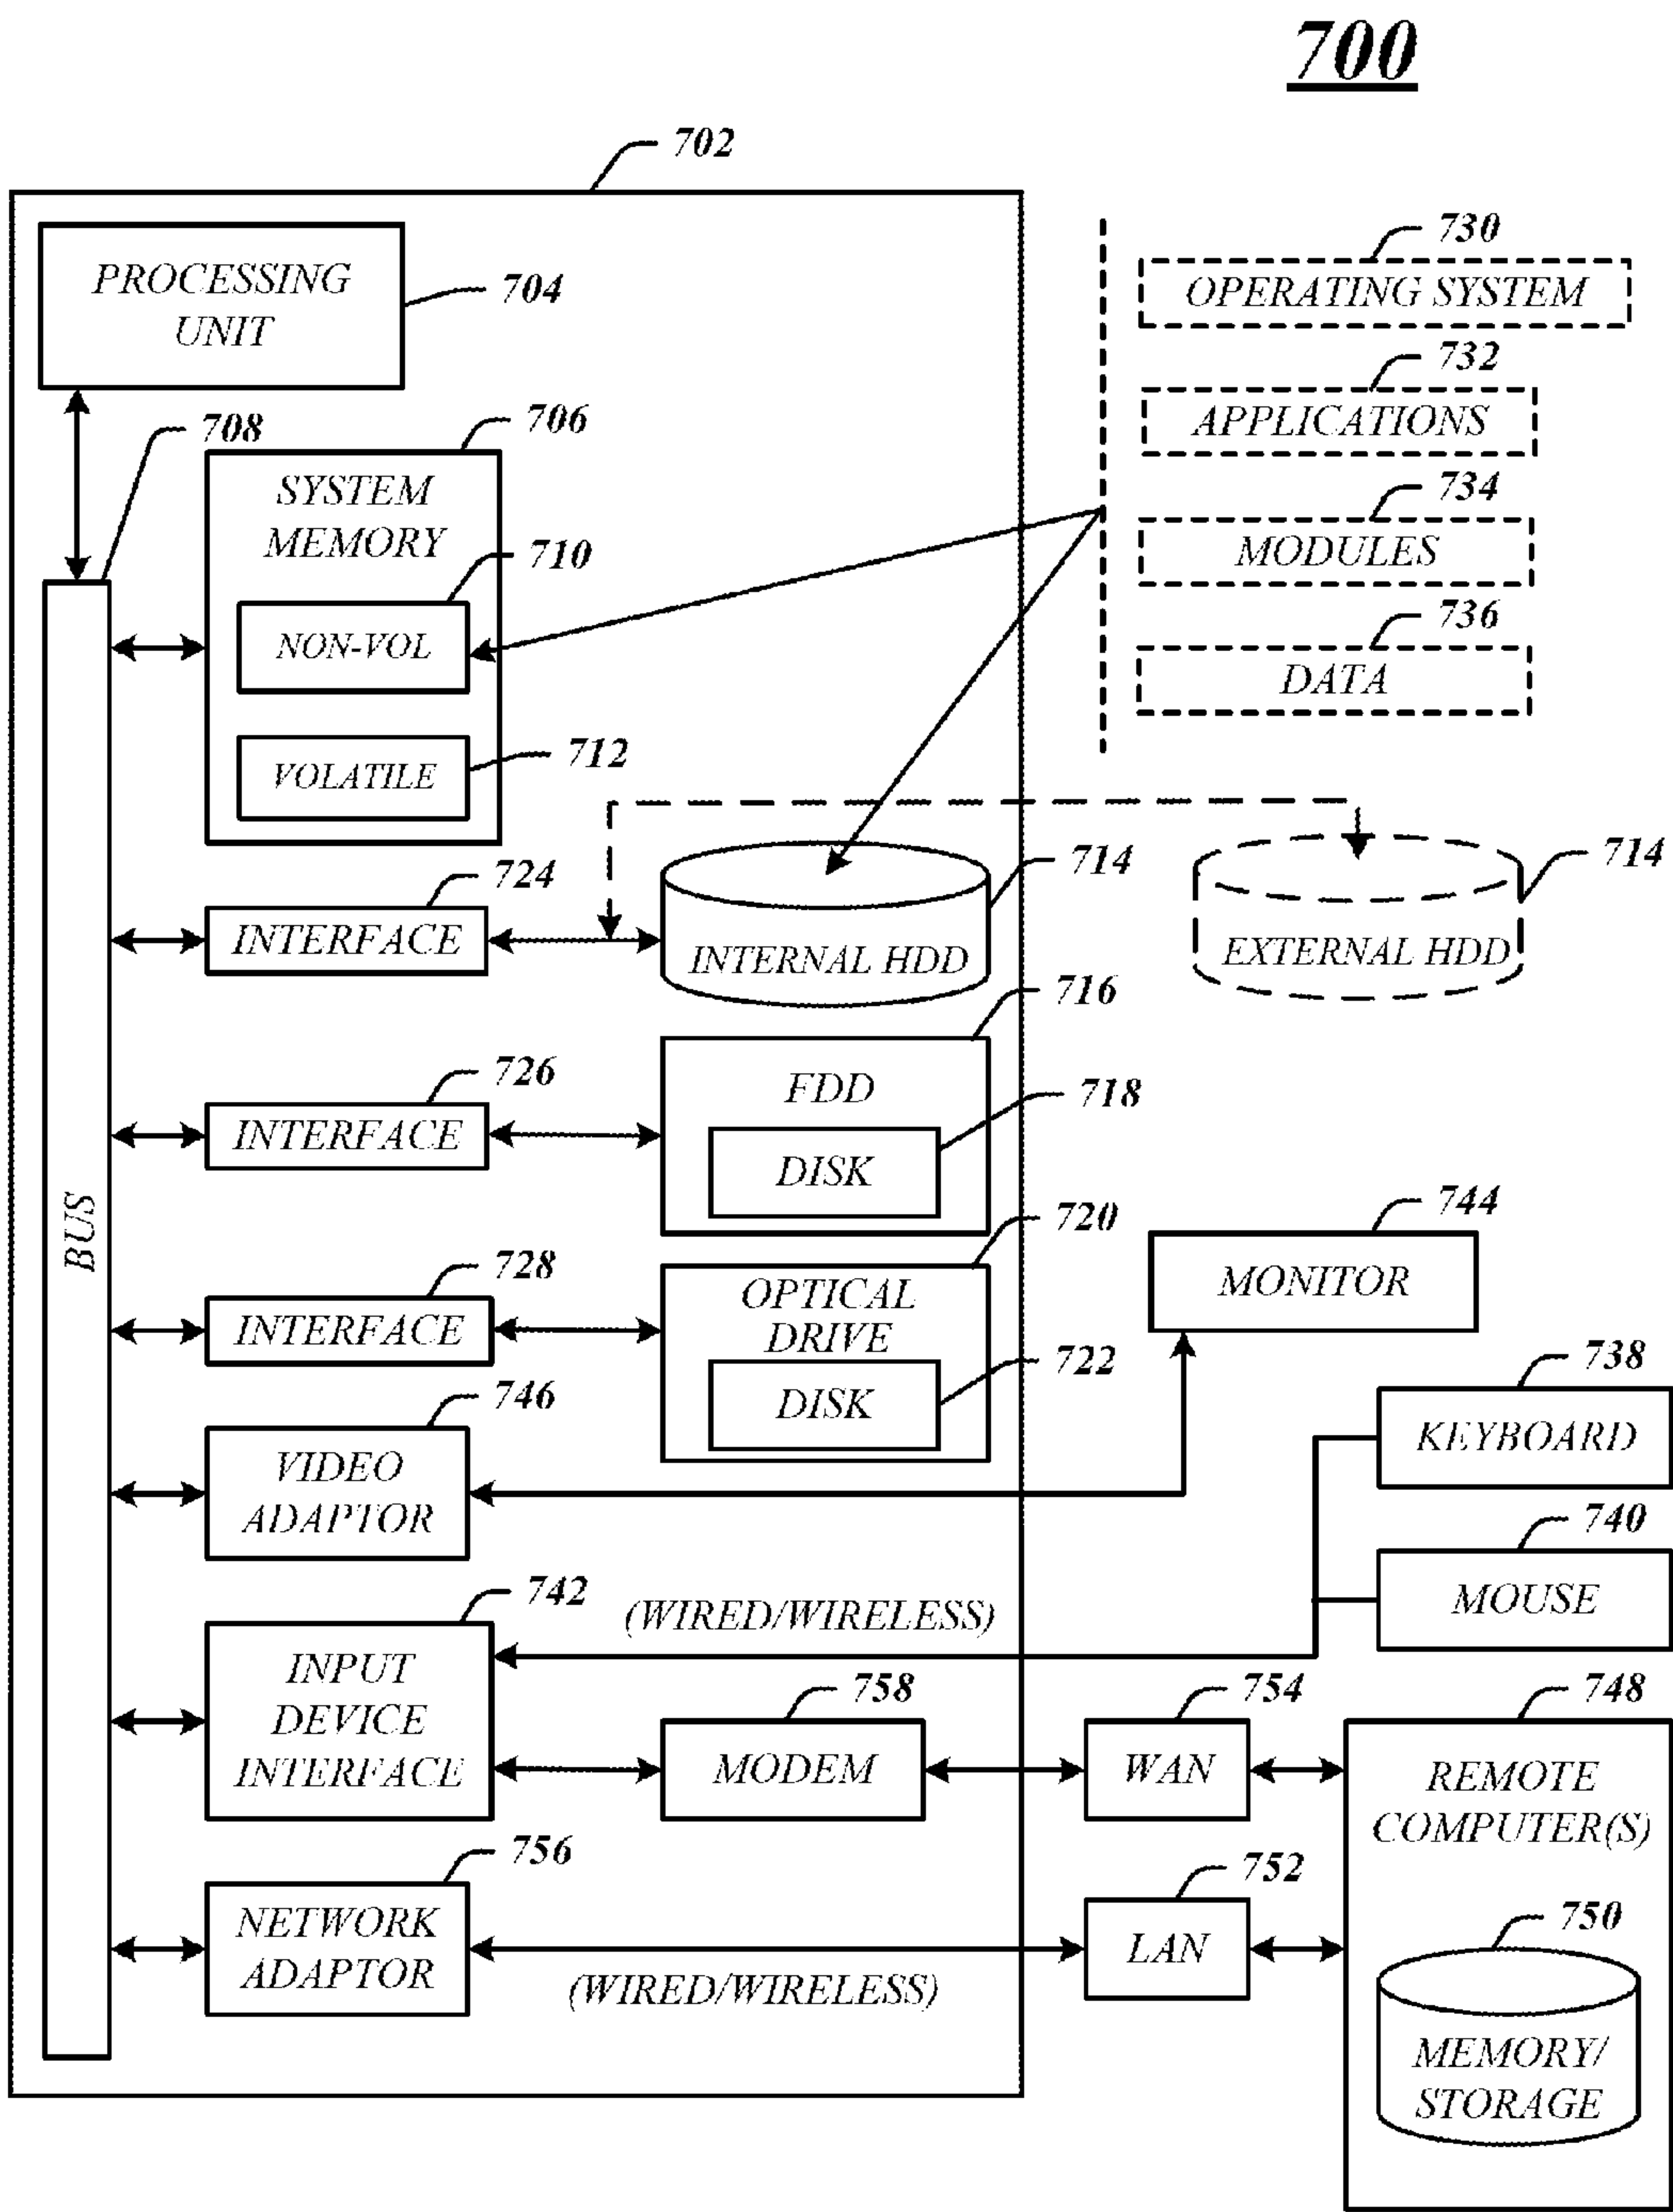 700
702
PROCESSING
UNIT
704
730
OPERATING SYSTEM
732
APPLICATIONS
734
MODULES
736
DATA
708
706
SYSTEM
MEMORY
710
NON-VOL
712
VOLATILE
BUS
724
INTERFACE
714
INTERNAL HDD
714
EXTERNAL HDD
726
INTERFACE
716
FDD
718
DISK
728
INTERFACE
720
OPTICAL
DRIVE
722
DISK
744
MONITOR
746
VIDEO
ADAPTOR
738
KEYBOARD
740
MOUSE
742
INPUT
DEVICE
INTERFACE
(WIRED/WIRELESS)
758
MODEM
754
WAN
748
REMOTE
COMPUTER(S)
756
NETWORK
ADAPTOR
(WIRED/WIRELESS)
752
LAN
750
MEMORY/
STORAGE